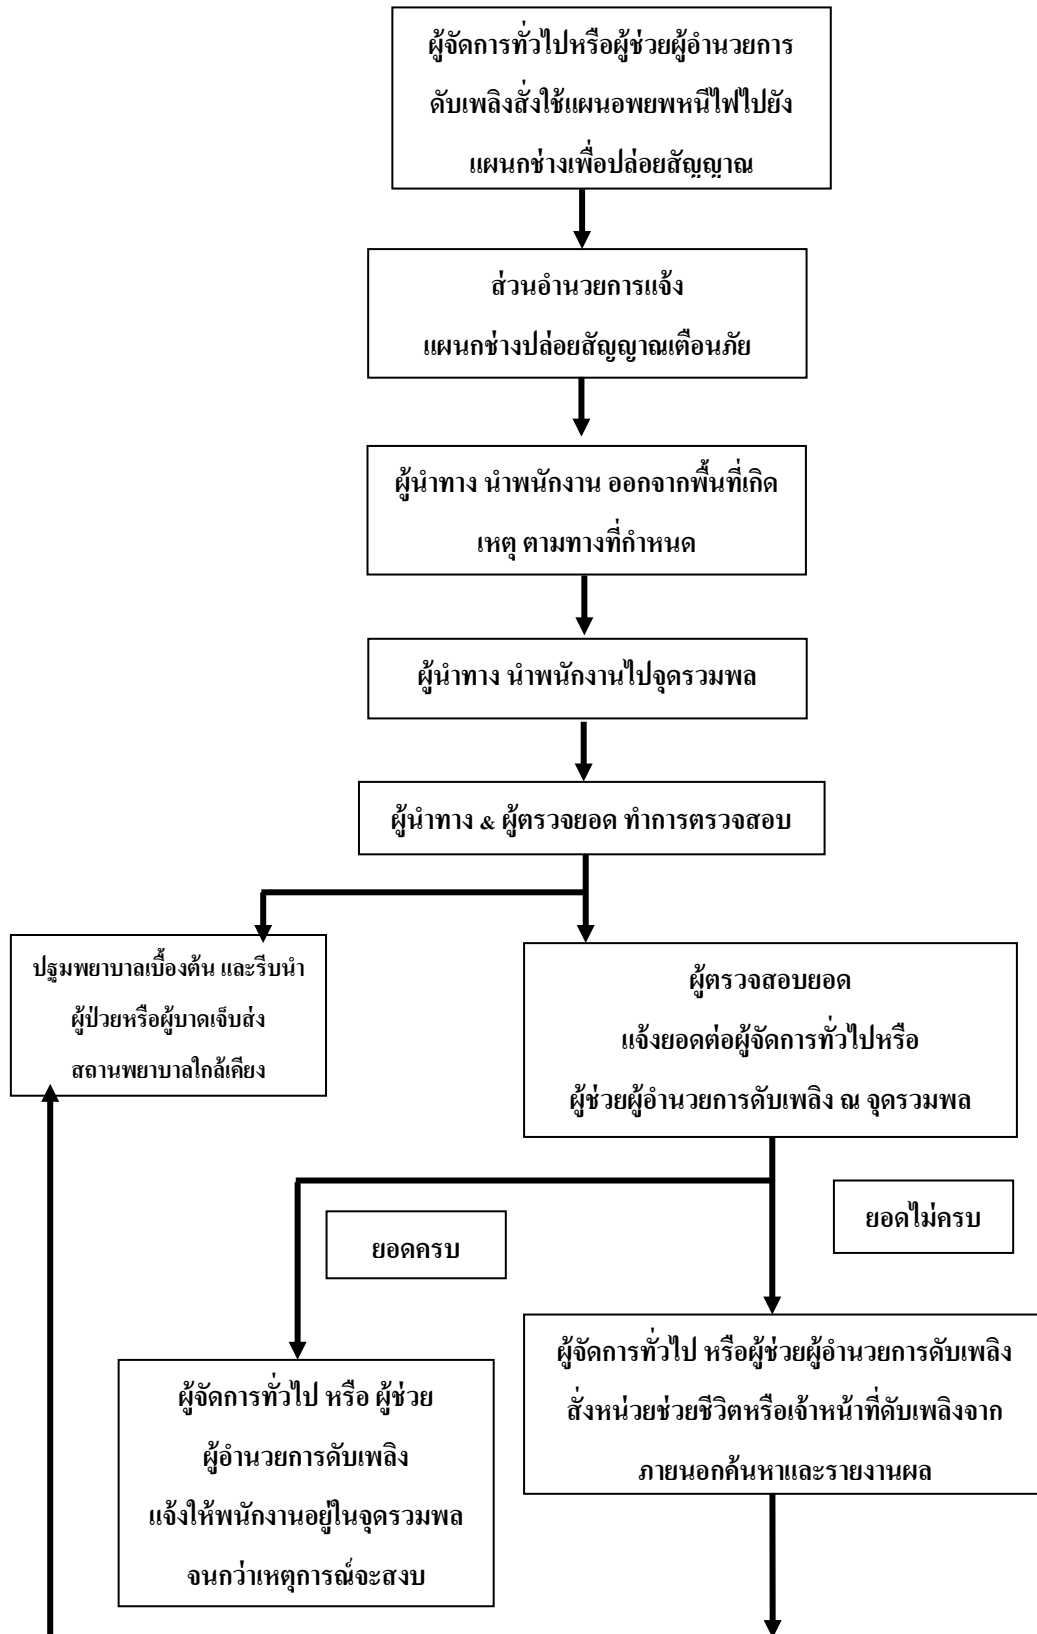 ผู้จัดการทั่วไปหรือผู้ช่วยผู้อำนวยการ
ดับเพลิงสั่งใช้แผนอพยพหนีไฟไปยัง
แผนกช่างเพื่อปล่อยสัญญาณ
ส่วนอำนวยการแจ้ง
แผนกช่างปล่อยสัญญาณเตือนภัย
ผู้นำทาง นำพนักงาน ออกจากพื้นที่เกิด
เหตุ ตามทางที่กำหนด
ผู้นำทาง นำพนักงานไปจุดรวมพล
ผู้นำทาง & ผู้ตรวจยอด ทำการตรวจสอบ
ปฐมพยาบาลเบื้องต้น และรีบนำ
ผู้ป่วยหรือผู้บาดเจ็บส่ง
สถานพยาบาลใกล้เคียง
ผู้ตรวจสอบยอด
แจ้งยอดต่อผู้จัดการทั่วไปหรือ
ผู้ช่วยผู้อำนวยการดับเพลิง ณ จุดรวมพล
ยอดครบ
ยอดไม่ครบ
ผู้จัดการทั่วไป หรือ ผู้ช่วย
ผู้อำนวยการดับเพลิง
แจ้งให้พนักงานอยู่ในจุดรวมพล
จนกว่าเหตุการณ์จะสงบ
ผู้จัดการทั่วไป หรือผู้ช่วยผู้อำนวยการดับเพลิง
สั่งหน่วยช่วยชีวิตหรือเจ้าหน้าที่ดับเพลิงจาก
ภายนอกค้นหาและรายงานผล